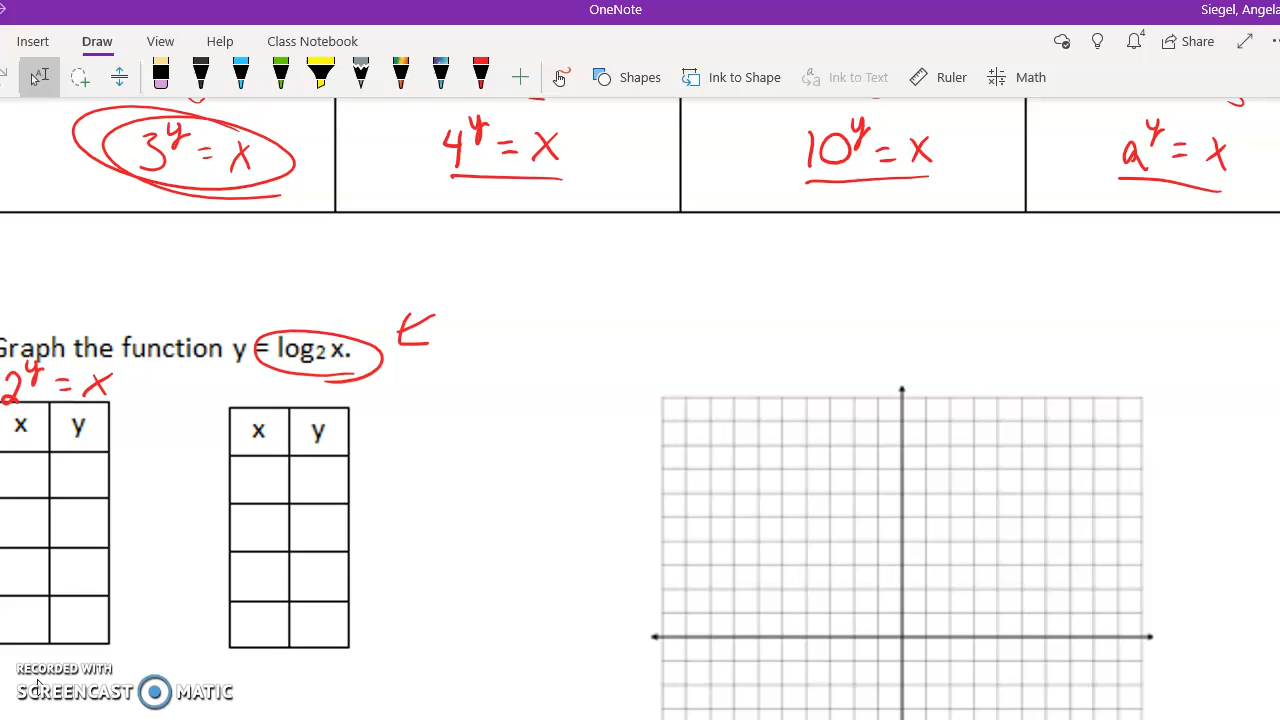 OneNote
Siegel, Angela
Insert Draw View Help Class Notebook
4 Share
Shapes Ink to Shape Ink to Text Ruler Math
3^y = x 4^y = x 10^y = x a^y = x
Graph the function y = log₂ x.
2^y = x
x y x y
RECORDED WITH
SCREENCAST MATIC